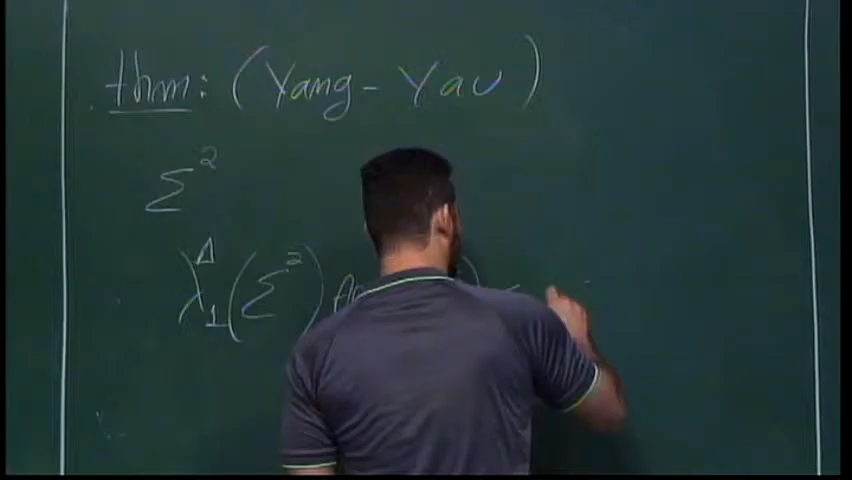 thm: (Yang - Yau)
Σ²
λ₁^Δ (Σ²) A ) ≤